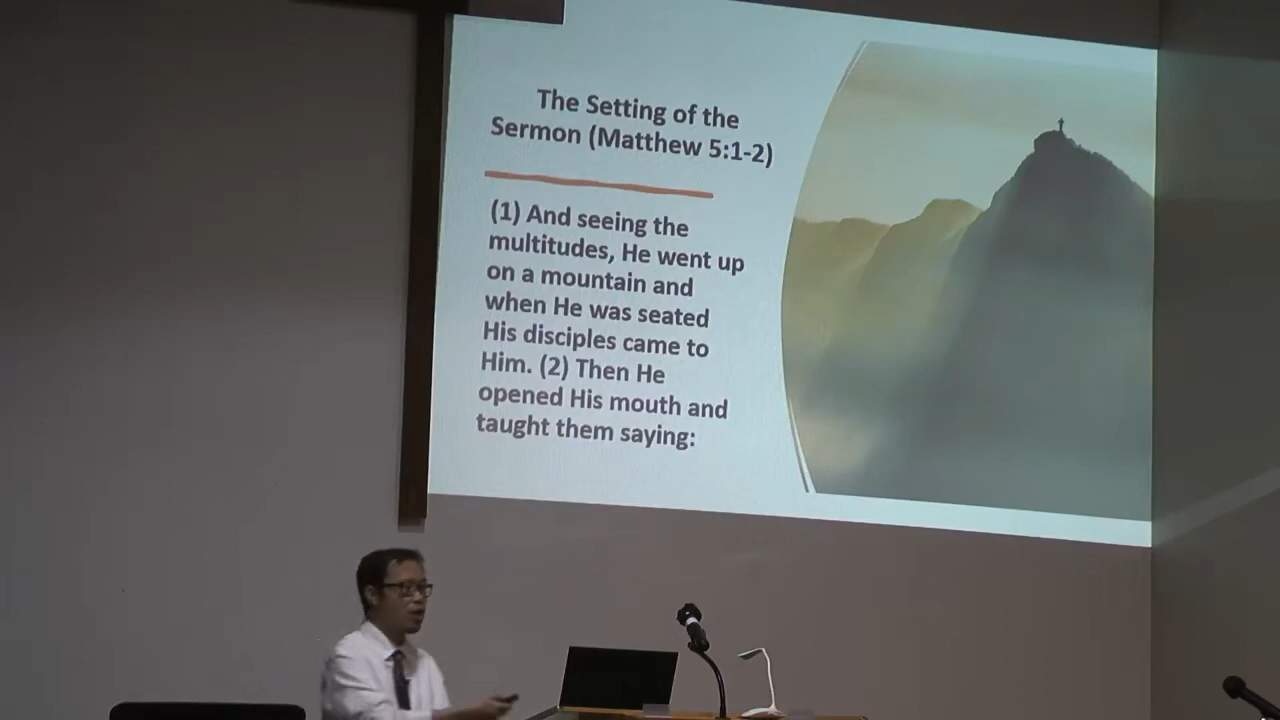 The Setting of the
Sermon (Matthew 5:1-2)
(1) And seeing the
multitudes, He went up
on a mountain and
when He was seated
His disciples came to
Him. (2) Then He
opened His mouth and
taught them saying: